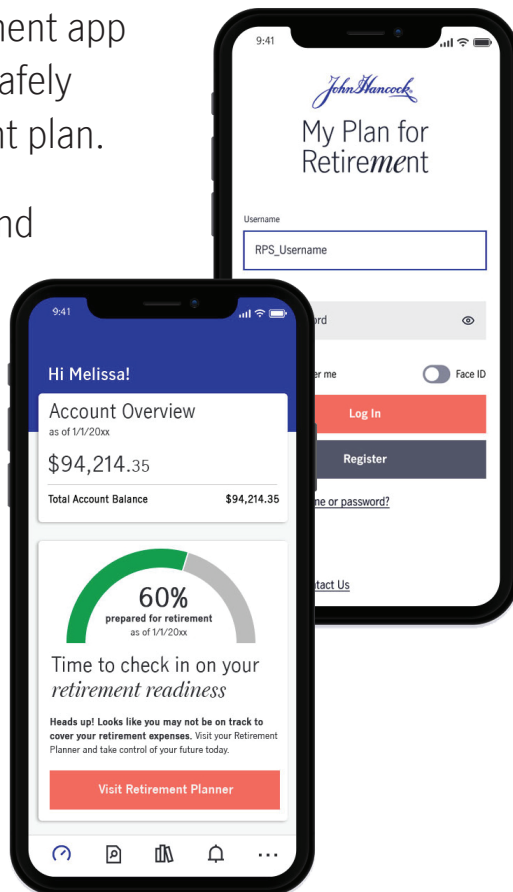 ment app
afely
nt plan.
nd
9:41
John Hancock
My Plan for
Retirement
Username
RPS_Username
ord
er me
Face ID
Log In
Register
me or password?
tact Us
9:41
Hi Melissa!
Account Overview
as of 1/1/20xx
$94,214.35
Total Account Balance $94,214.35
60%
prepared for retirement
as of 1/1/20xx
Time to check in on your
retirement readiness
Heads up! Looks like you may not be on track to
cover your retirement expenses. Visit your Retirement
Planner and take control of your future today.
Visit Retirement Planner